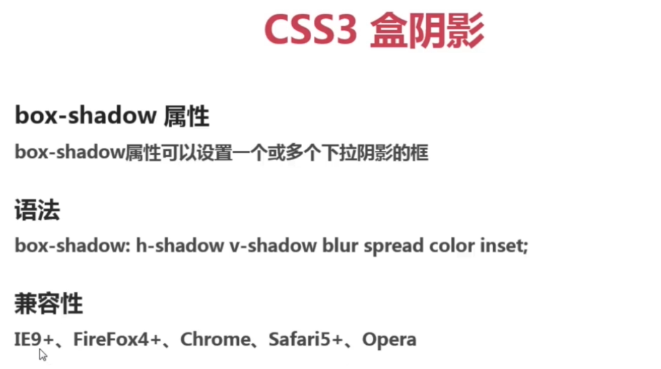 CSS3 盒阴影
box-shadow 属性
box-shadow属性可以设置一个或多个下拉阴影的框
语法
box-shadow: h-shadow v-shadow blur spread color inset;
兼容性
IE9+、FireFox4+、Chrome、Safari5+、Opera